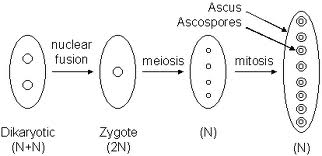 Ascus
Ascospores
nuclear
fusion
meiosis
mitosis
Dikaryotic
(N+N)
Zygote
(2N)
(N)
(N)